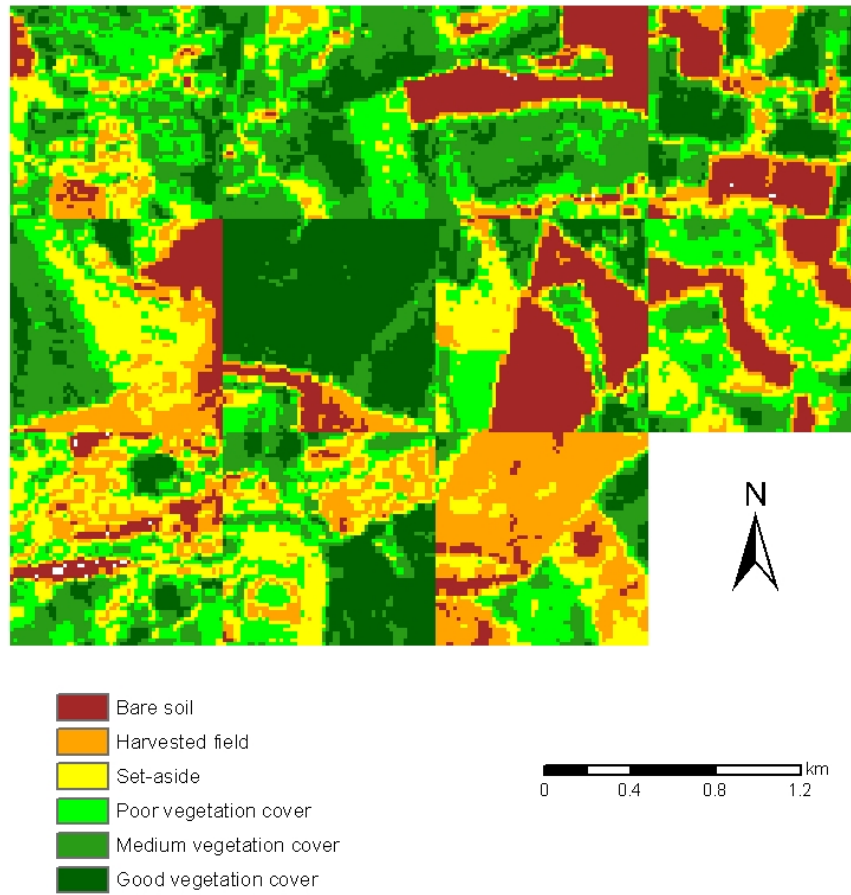 N
Bare soil
Harvested field
Set-aside
Poor vegetation cover
Medium vegetation cover
Good vegetation cover
km
0 0.4 0.8 1.2